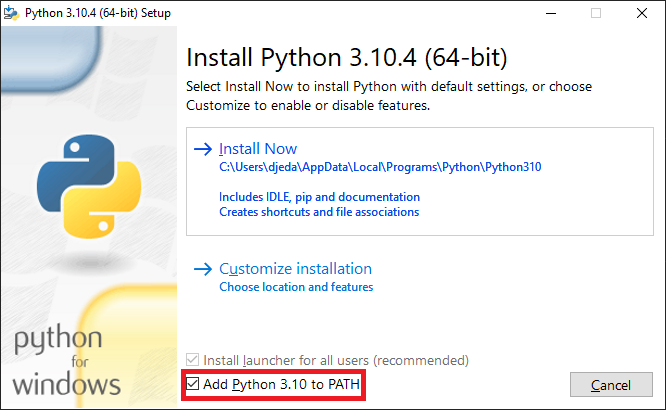 Python 3.10.4 (64-bit) Setup
Install Python 3.10.4 (64-bit)
Select Install Now to install Python with default settings, or choose
Customize to enable or disable features.
Install Now
C:\Users\djeda\AppData\Local\Programs\Python\Python310
Includes IDLE, pip and documentation
Creates shortcuts and file associations
Customize installation
Choose location and features
python
for
windows
Install launcher for all users (recommended)
Add Python 3.10 to PATH
Cancel